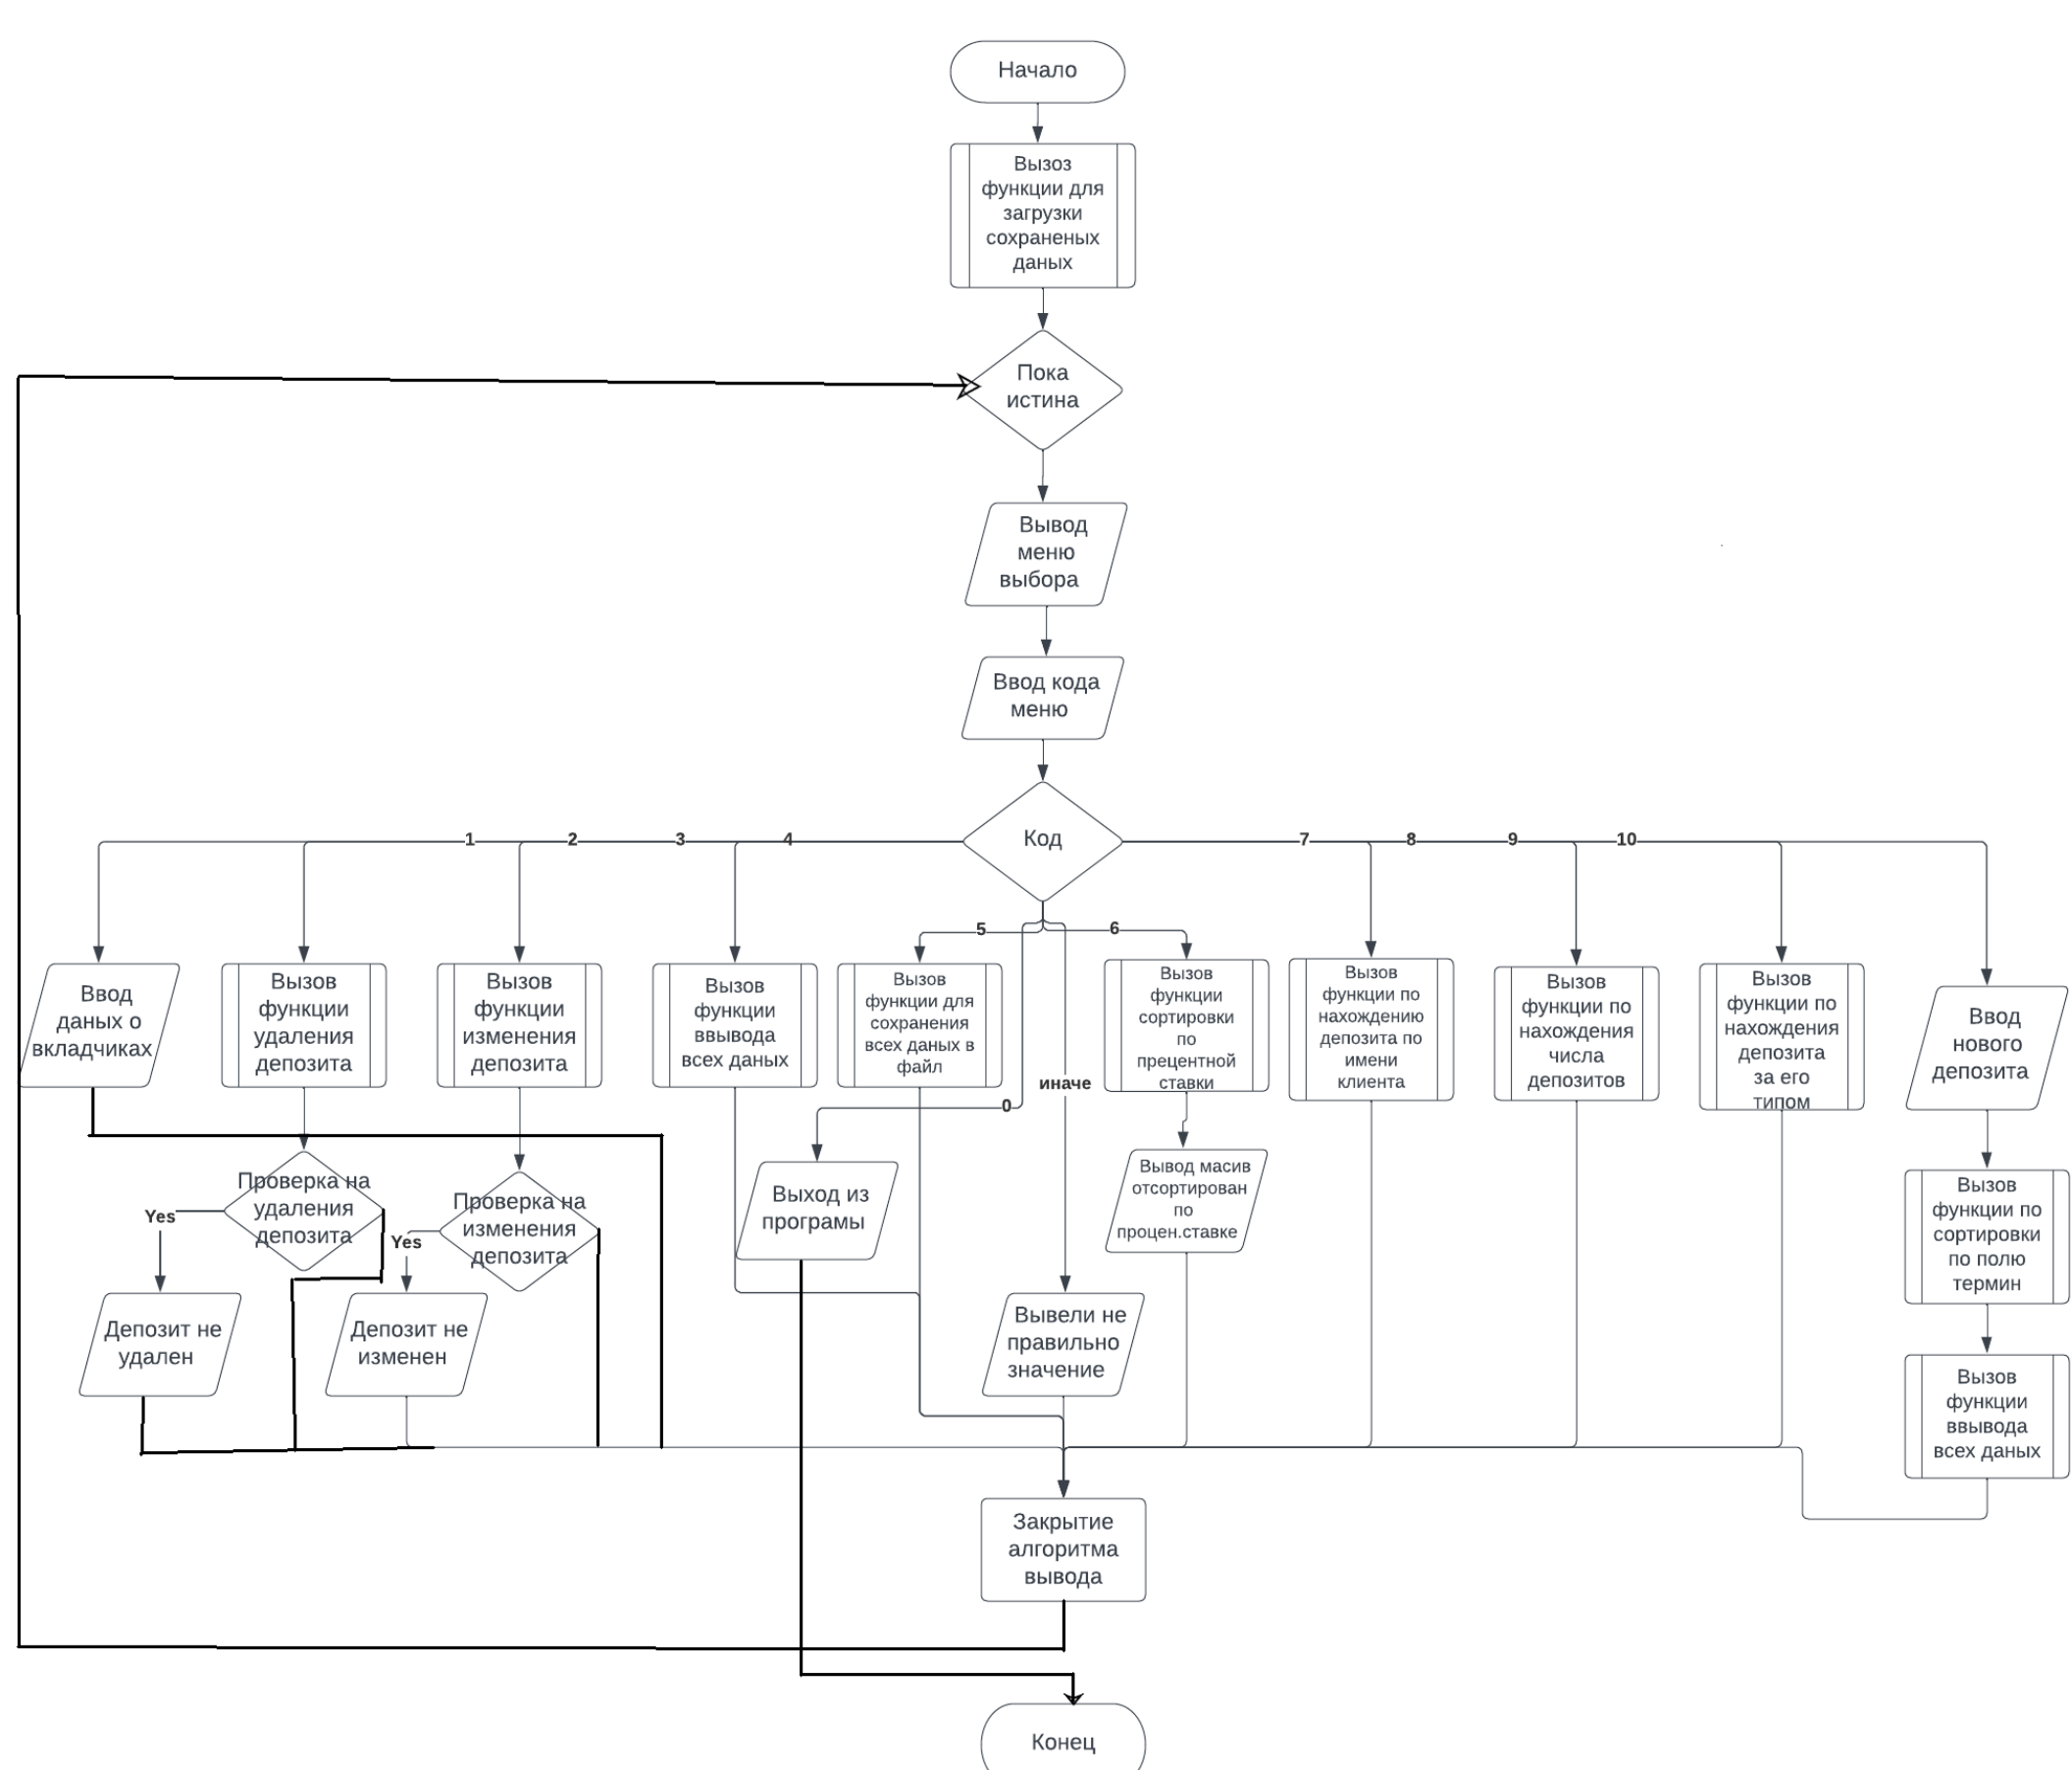 Начало
Вызоз
функции для
загрузки
сохраненых
даных
Пока
истина
Вывод
меню
выбора
Ввод кода
меню
Код
1
2
3
4
7
8
9
10
5
6
0
иначе
Ввод
даных о
вкладчиках
Вызов
функции
удаления
депозита
Вызов
функции
изменения
депозита
Вызов
функции
ввывода
всех даных
Вызов
функции для
сохранения
всех даных в
файл
Вызов
функции
сортировки
по
прецентной
ставки
Вызов
функции по
нахождению
депозита по
имени
клиента
Вызов
функции по
нахождения
числа
депозитов
Вызов
функции по
нахождения
депозита
за его
типом
Ввод
нового
депозита
Проверка на
удаления
депозита
Yes
Проверка на
изменения
депозита
Yes
Выход из
програмы
Вывод масив
отсортирован
по
процен.ставке
Вызов
функции по
сортировки
по полю
термин
Депозит не
удален
Депозит не
изменен
Вывели не
правильно
значение
Вызов
функции
ввывода
всех даных
Закрытие
алгоритма
вывода
Конец